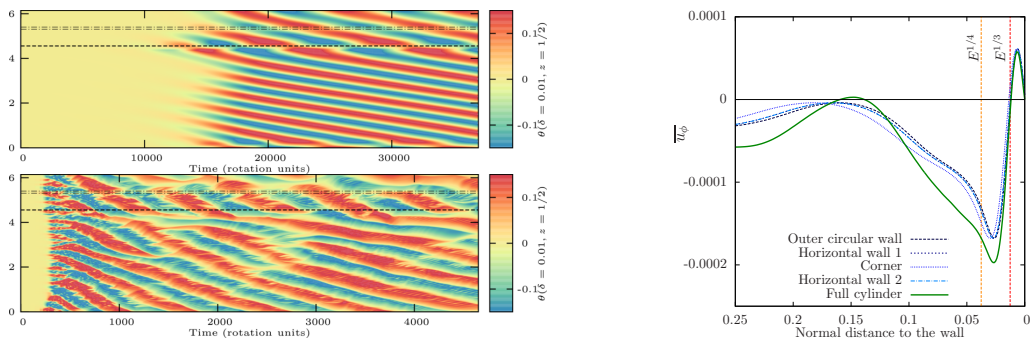 6
4
2
0
0
10000
20000
30000
Time (rotation units)
0.1
0
-0.1
θ(δ = 0.01, z = 1/2)
6
4
2
0
0
1000
2000
3000
4000
Time (rotation units)
0.1
0
-0.1
θ(δ = 0.01, z = 1/2)
0.0001
0
-0.0001
-0.0002
u̅ϕ
E^{1/4}
E^{1/3}
Outer circular wall
Horizontal wall 1
Corner
Horizontal wall 2
Full cylinder
0.25
0.2
0.15
0.1
0.05
0
Normal distance to the wall